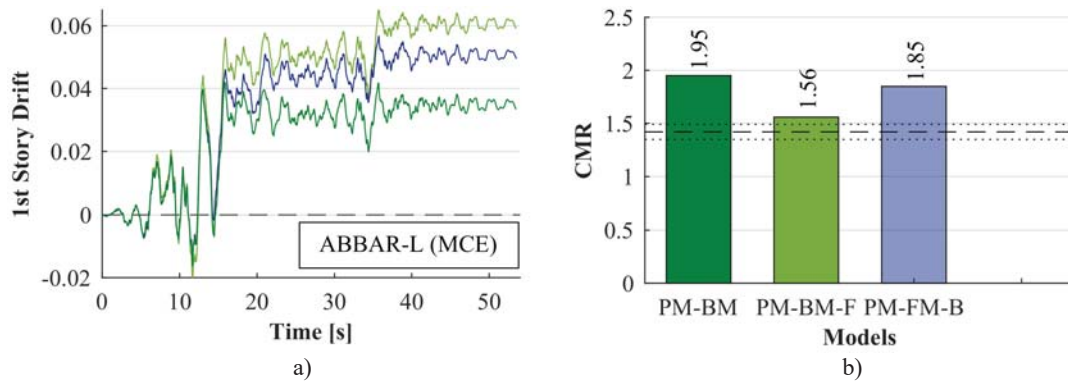 0.06
0.04
0.02
0
-0.02
1st Story Drift
ABBAR-L (MCE)
0 10 20 30 40 50
Time [s]
a)
2.5
2
1.5
1
0.5
0
CMR
1.95
1.56
1.85
PM-BM PM-BM-F PM-FM-B
Models
b)